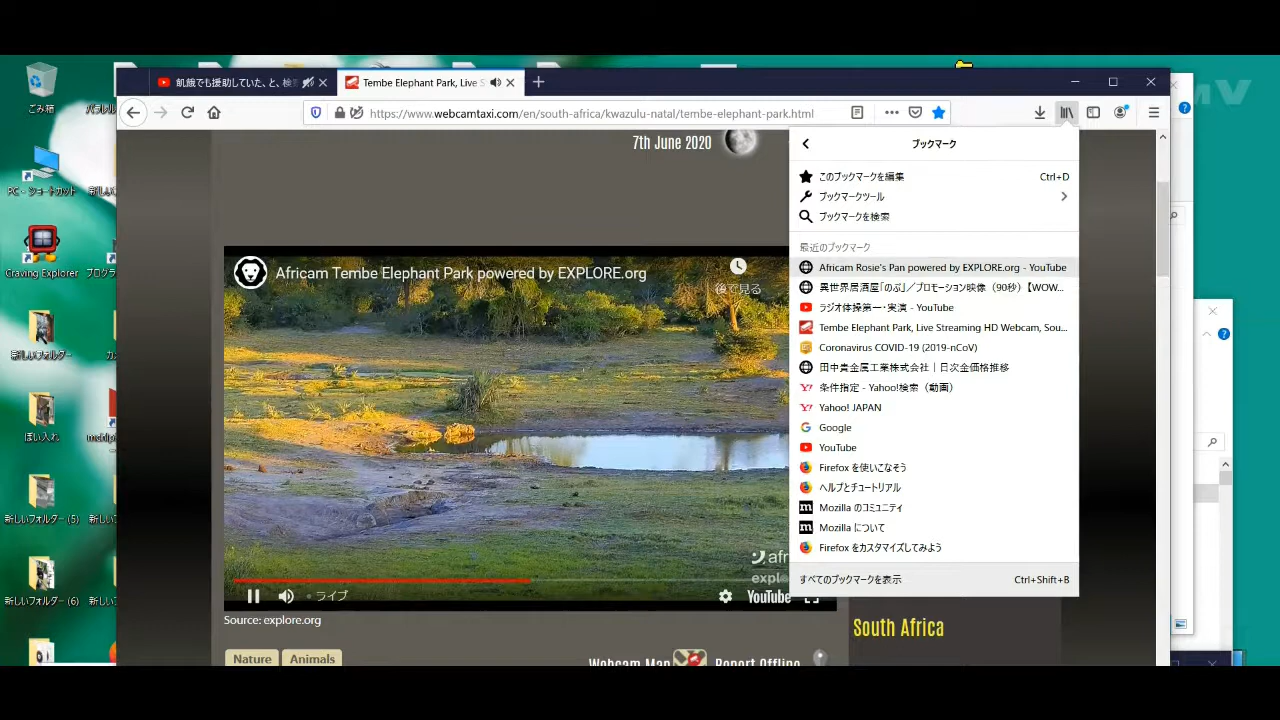 ごみ箱
PC - ショートカット
Craving Explorer
新しいフォルダー
ぽい入れ
新しいフォルダー (5)
新しいフォルダー (6)
飢餓でも援助していた、と、検
Tembe Elephant Park, Live S
https://www.webcamtaxi.com/en/south-africa/kwazulu-natal/tembe-elephant-park.html
7th June 2020
Africam Tembe Elephant Park powered by EXPLORE.org
後で見る
ライブ
YouTube
Source: explore.org
Nature
Animals
Webcam Map
Report Offline
South Africa
ブックマーク
このブックマークを編集 Ctrl+D
ブックマークツール
ブックマークを検索
最近のブックマーク
Africam Rosie's Pan powered by EXPLORE.org - YouTube
異世界居酒屋「のぶ」／プロモーション映像（90秒）【WOW...
ラジオ体操第一・実演 - YouTube
Tembe Elephant Park, Live Streaming HD Webcam, Sou...
Coronavirus COVID-19 (2019-nCoV)
田中貴金属工業株式会社｜日次金価格推移
条件指定 - Yahoo!検索（動画）
Yahoo! JAPAN
Google
YouTube
Firefox を使いこなそう
ヘルプとチュートリアル
Mozilla のコミュニティ
Mozilla について
Firefox をカスタマイズしてみよう
すべてのブックマークを表示 Ctrl+Shift+B